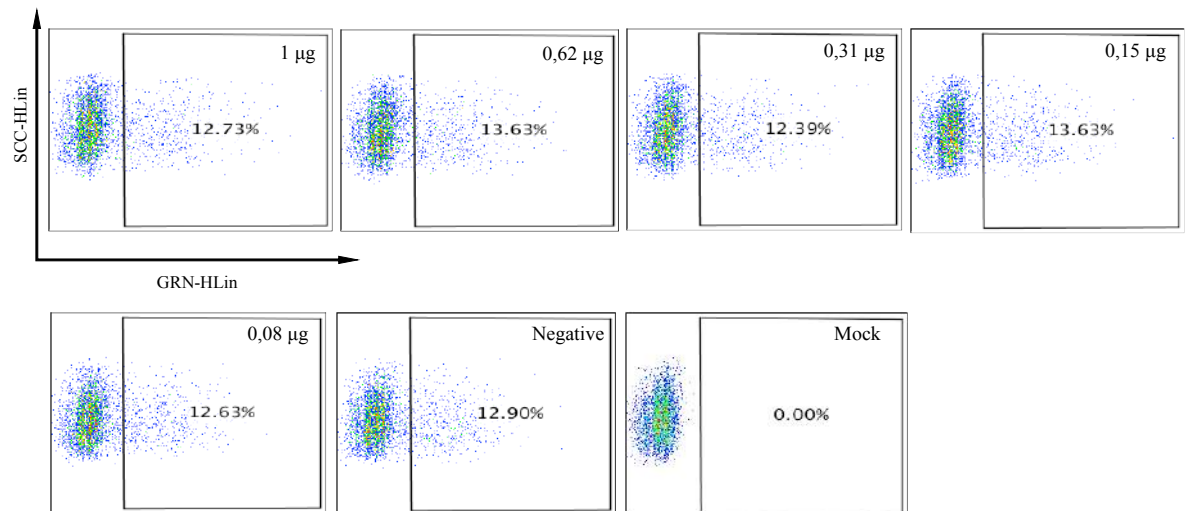 1 µg
0,62 µg
0,31 µg
0,15 µg
SCC-HLin
12.73%
13.63%
12.39%
13.63%
GRN-HLin
0,08 µg
Negative
Mock
12.63%
12.90%
0.00%